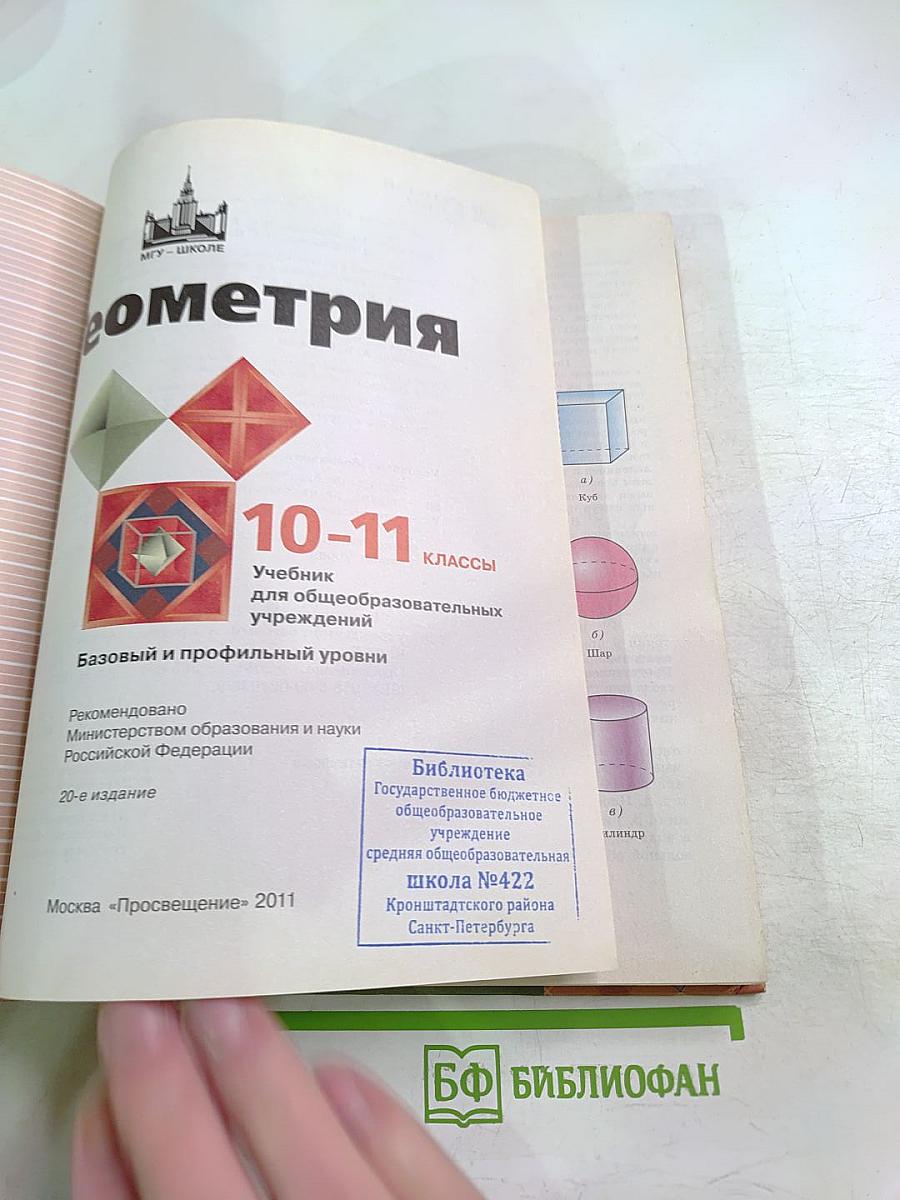 МГУ – ШКОЛЕ
еометрия
10–11 КЛАССЫ
Учебник
для общеобразовательных
учреждений
Базовый и профильный уровни
Рекомендовано
Министерством образования и науки
Российской Федерации
20-е издание
Москва «Просвещение» 2011
Библиотека
Государственное бюджетное
общеобразовательное
учреждение
средняя общеобразовательная
школа №422
Кронштадтского района
Санкт-Петербурга
а)
Куб
б)
Шар
в)
илиндр
БФ БИБЛИОФАН